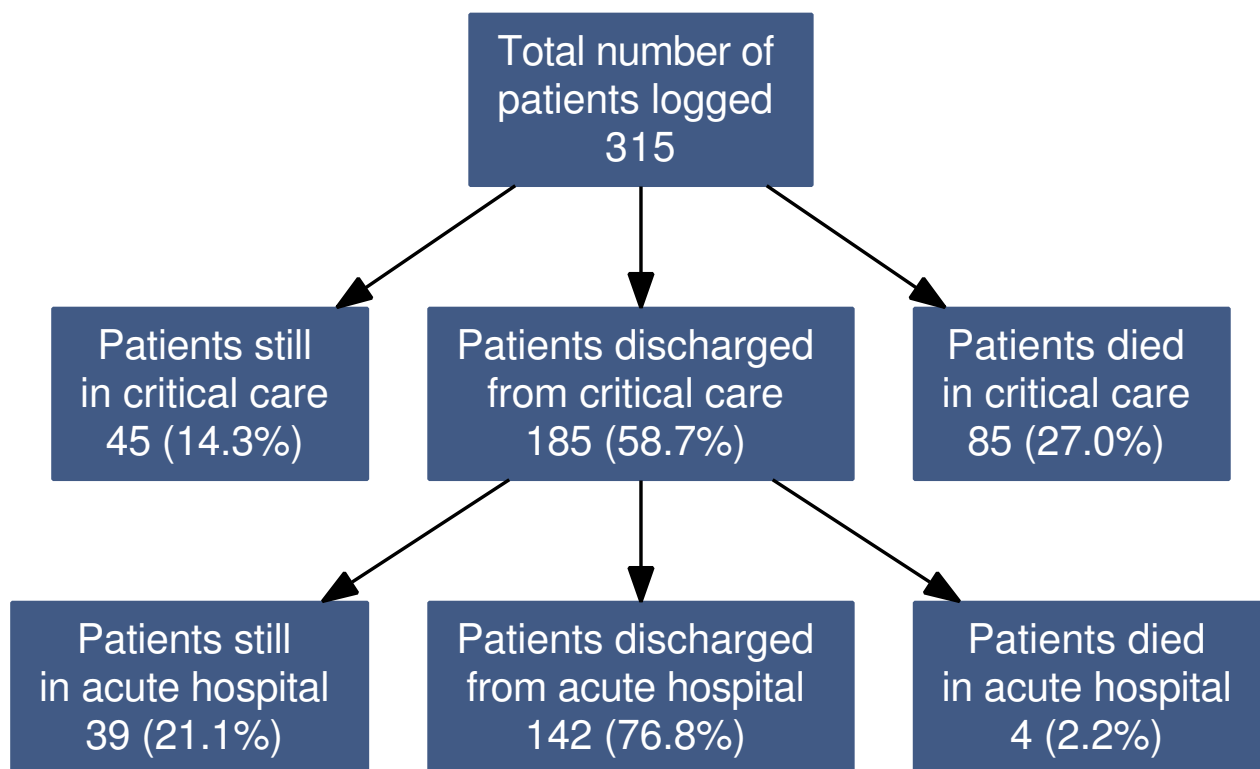 Total number of
patients logged
315
Patients still
in critical care
45 (14.3%)
Patients discharged
from critical care
185 (58.7%)
Patients died
in critical care
85 (27.0%)
Patients still
in acute hospital
39 (21.1%)
Patients discharged
from acute hospital
142 (76.8%)
Patients died
in acute hospital
4 (2.2%)